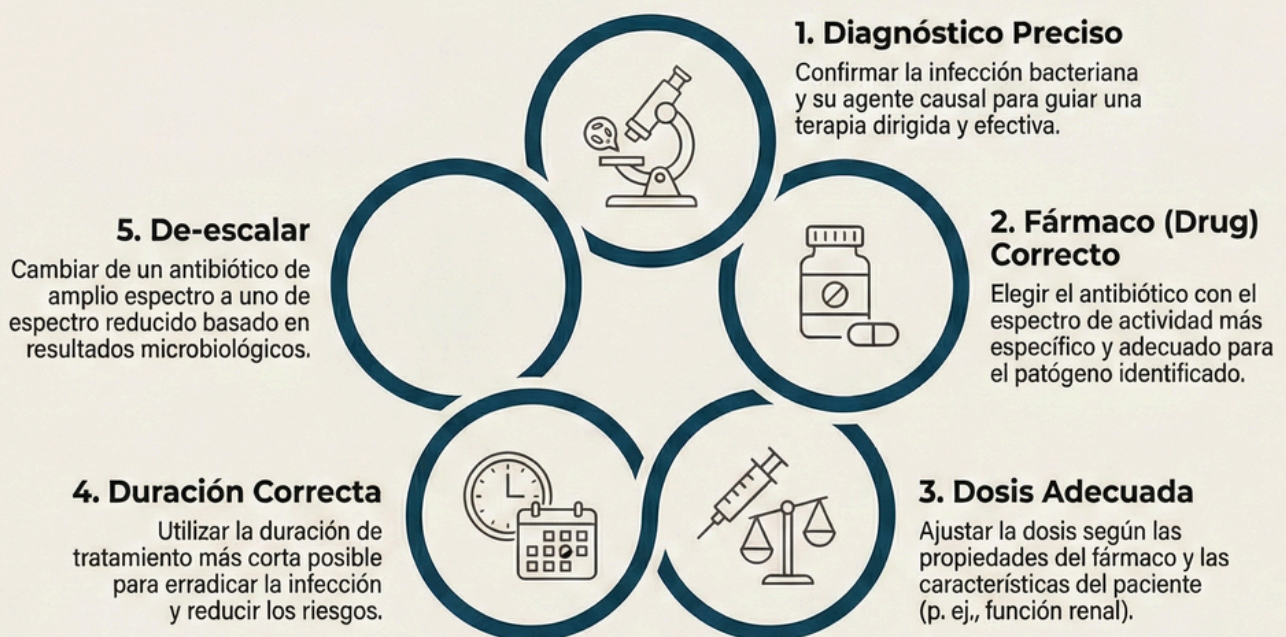 1. Diagnóstico Preciso
Confirmar la infección bacteriana
y su agente causal para guiar una
terapia dirigida y efectiva.
2. Fármaco (Drug)
Correcto
Elegir el antibiótico con el
espectro de actividad más
específico y adecuado para
el patógeno identificado.
3. Dosis Adecuada
Ajustar la dosis según las
propiedades del fármaco y las
características del paciente
(p. ej., función renal).
4. Duración Correcta
Utilizar la duración de
tratamiento más corta posible
para erradicar la infección
y reducir los riesgos.
5. De-escalar
Cambiar de un antibiótico de
amplio espectro a uno de
espectro reducido basado en
resultados microbiológicos.